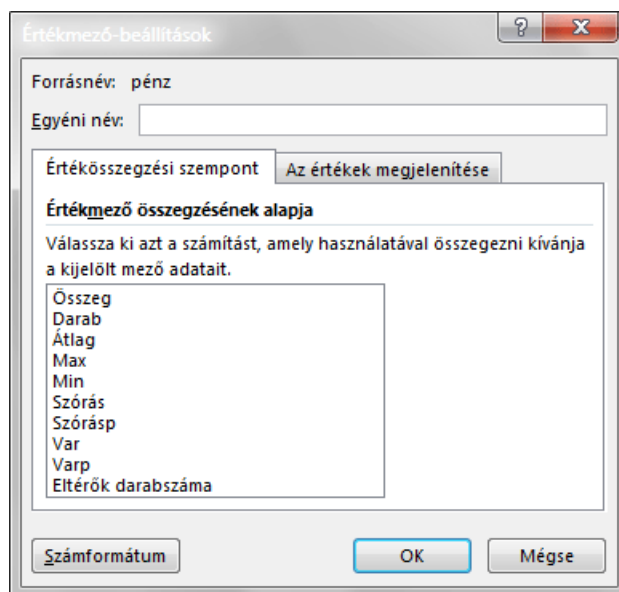 Értékmező-beállítások
Forrásnév: pénz
Egyéni név:
Értékösszegzési szempont
Az értékek megjelenítése
Értékmező összegzésének alapja
Válassza ki azt a számítást, amely használatával összegezni kívánja
a kijelölt mező adatait.
Összeg
Darab
Átlag
Max
Min
Szórás
Szórásp
Var
Varp
Eltérők darabszáma
Számformátum
OK
Mégse